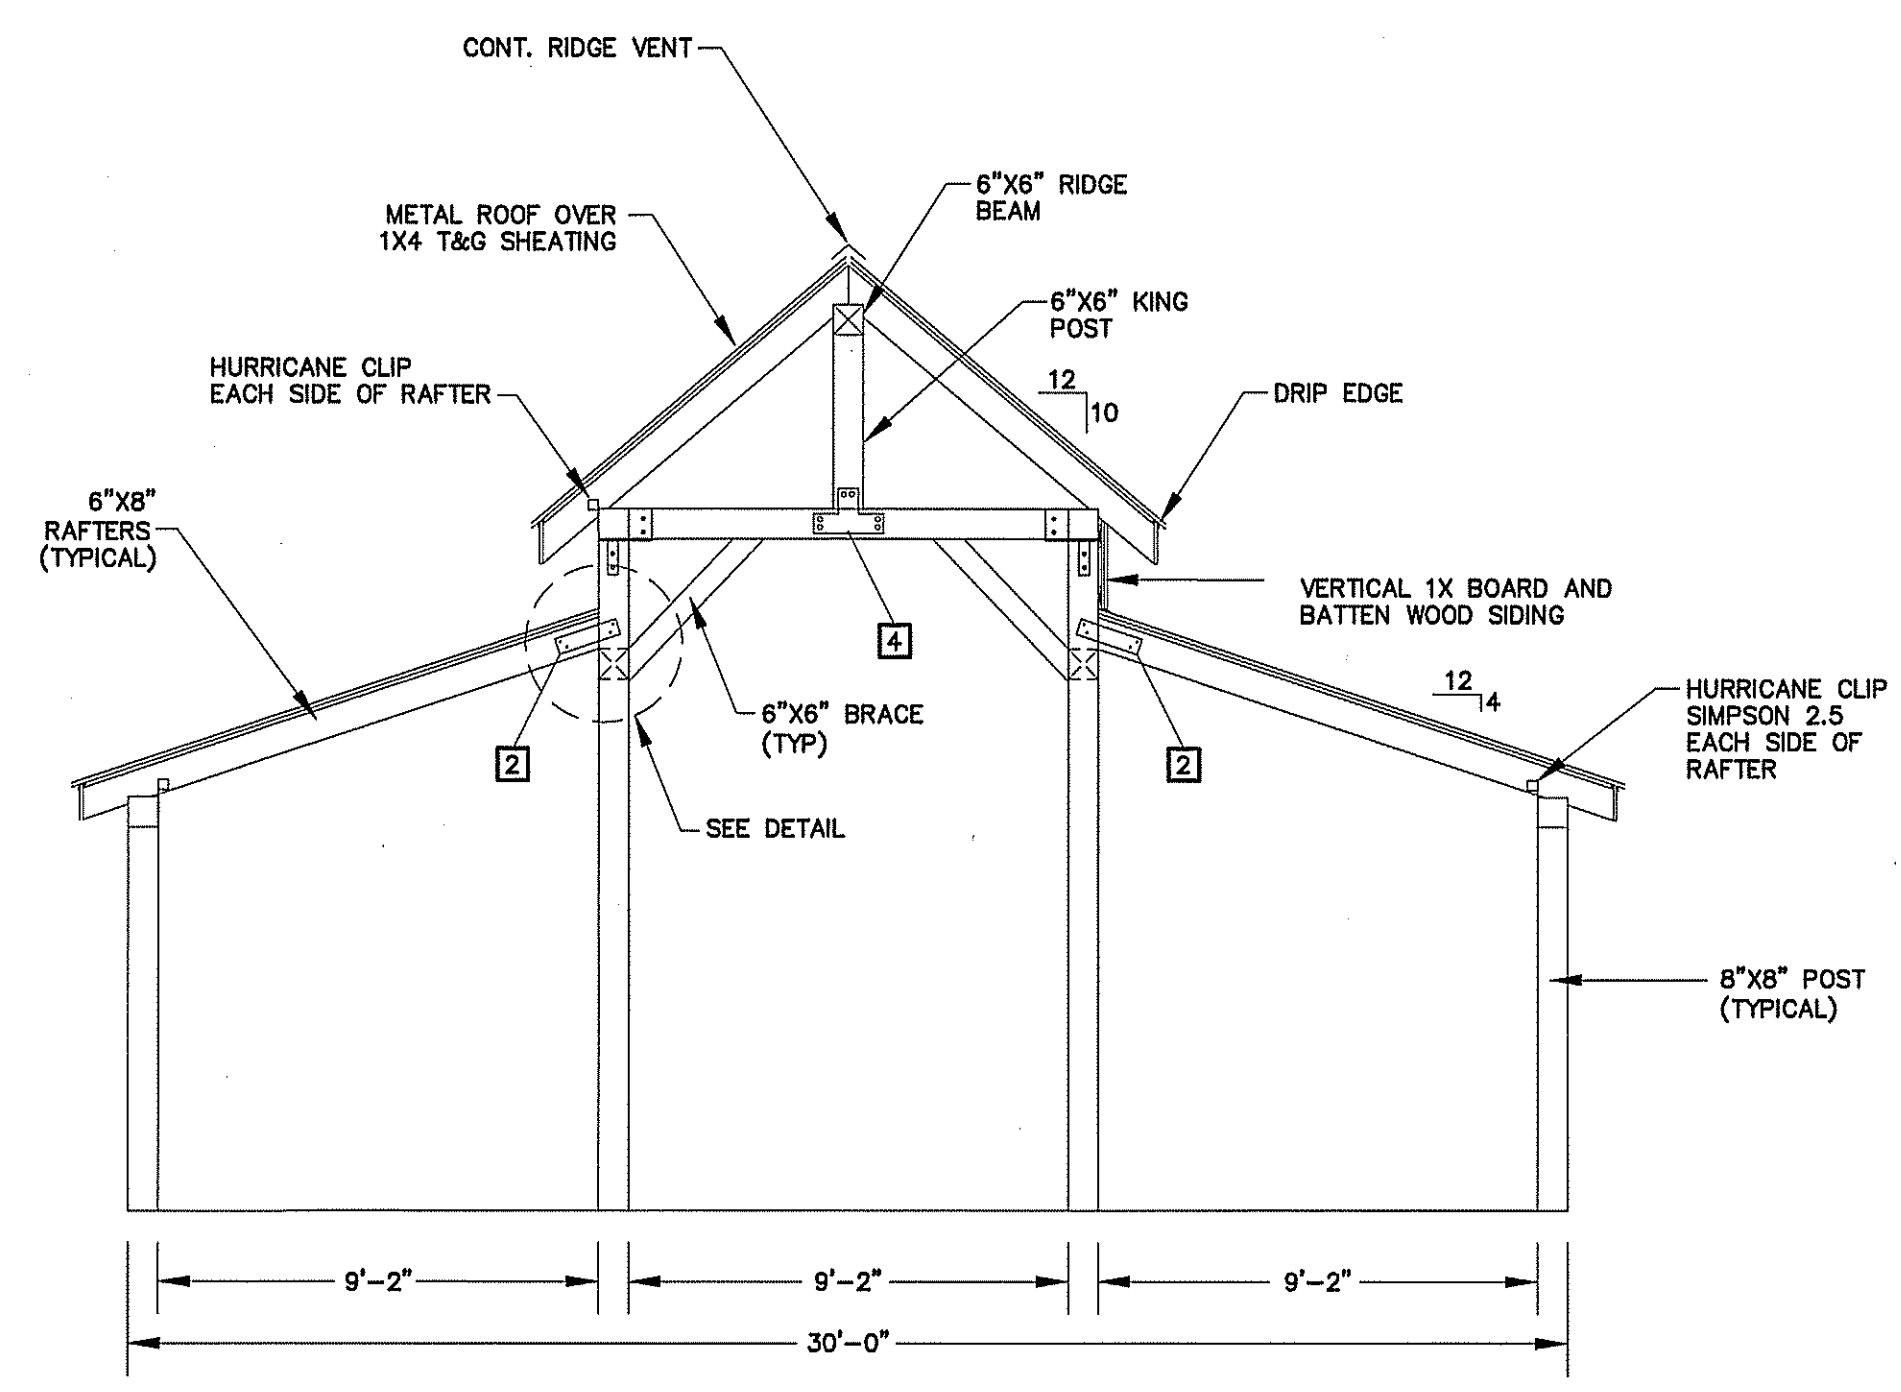 CONT. RIDGE VENT
6"X6" RIDGE
BEAM
METAL ROOF OVER
1X4 T&G SHEATING
6"X6" KING
POST
HURRICANE CLIP
EACH SIDE OF RAFTER
12
10
DRIP EDGE
6"X8"
RAFTERS
(TYPICAL)
VERTICAL 1X BOARD AND
BATTEN WOOD SIDING
4
12
4
HURRICANE CLIP
SIMPSON 2.5
EACH SIDE OF
RAFTER
6"X6" BRACE
(TYP)
2
2
SEE DETAIL
8"X8" POST
(TYPICAL)
9'-2"
9'-2"
9'-2"
30'-0"